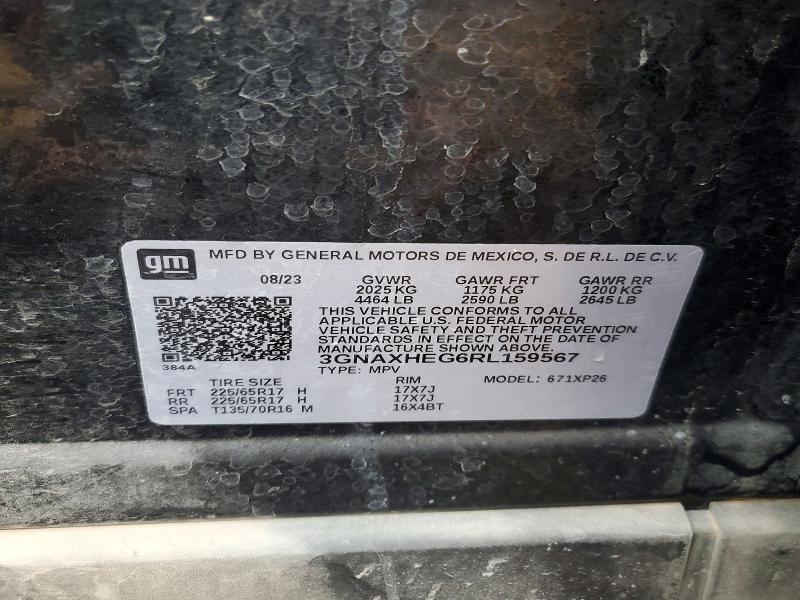 gm MFD BY GENERAL MOTORS DE MEXICO, S. DE R.L. DE C.V.
08/23 GVWR GAWR FRT GAWR RR
2025 KG 1175 KG 1200 KG
4464 LB 2590 LB 2645 LB
THIS VEHICLE CONFORMS TO ALL
APPLICABLE U.S. FEDERAL MOTOR
VEHICLE SAFETY AND THEFT PREVENTION
STANDARDS IN EFFECT ON THE DATE OF
MANUFACTURE SHOWN ABOVE.
3GNAXHEG6RL159567
384A
TYPE: MPV
TIRE SIZE RIM MODEL: 671XP26
FRT 225/65R17 H 17X7J
RR 225/65R17 H 17X7J
SPA T135/70R16 M 16X4BT